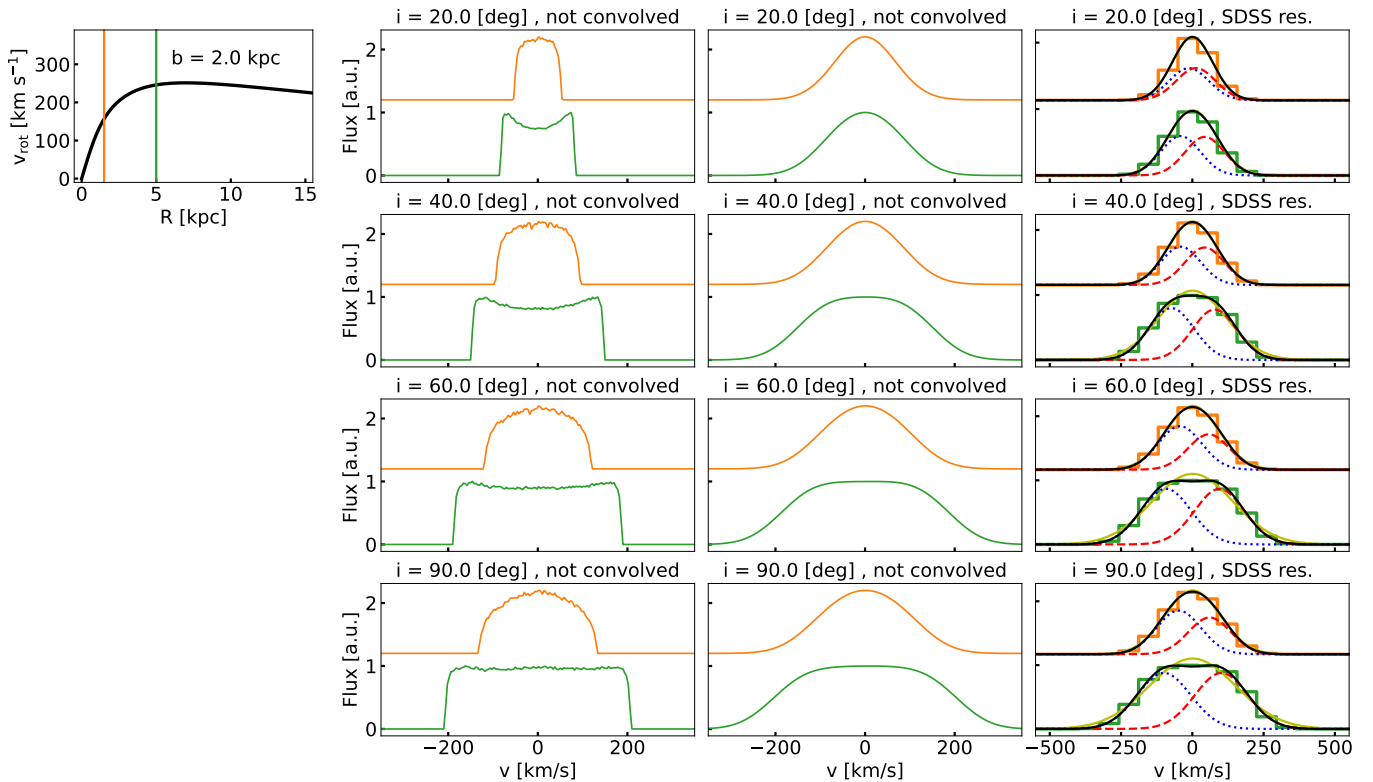 i = 20.0 [deg] , not convolved
i = 20.0 [deg] , not convolved
i = 20.0 [deg] , SDSS res.
b = 2.0 kpc
v_rot [km s⁻¹]
300
200
100
0
0 5 10 15
R [kpc]
Flux [a.u.]
2
1
0
i = 40.0 [deg] , not convolved
i = 40.0 [deg] , not convolved
i = 40.0 [deg] , SDSS res.
Flux [a.u.]
2
1
0
i = 60.0 [deg] , not convolved
i = 60.0 [deg] , not convolved
i = 60.0 [deg] , SDSS res.
Flux [a.u.]
2
1
0
i = 90.0 [deg] , not convolved
i = 90.0 [deg] , not convolved
i = 90.0 [deg] , SDSS res.
Flux [a.u.]
2
1
0
−200 0 200
−200 0 200
−500 −250 0 250 500
v [km/s]
v [km/s]
v [km/s]